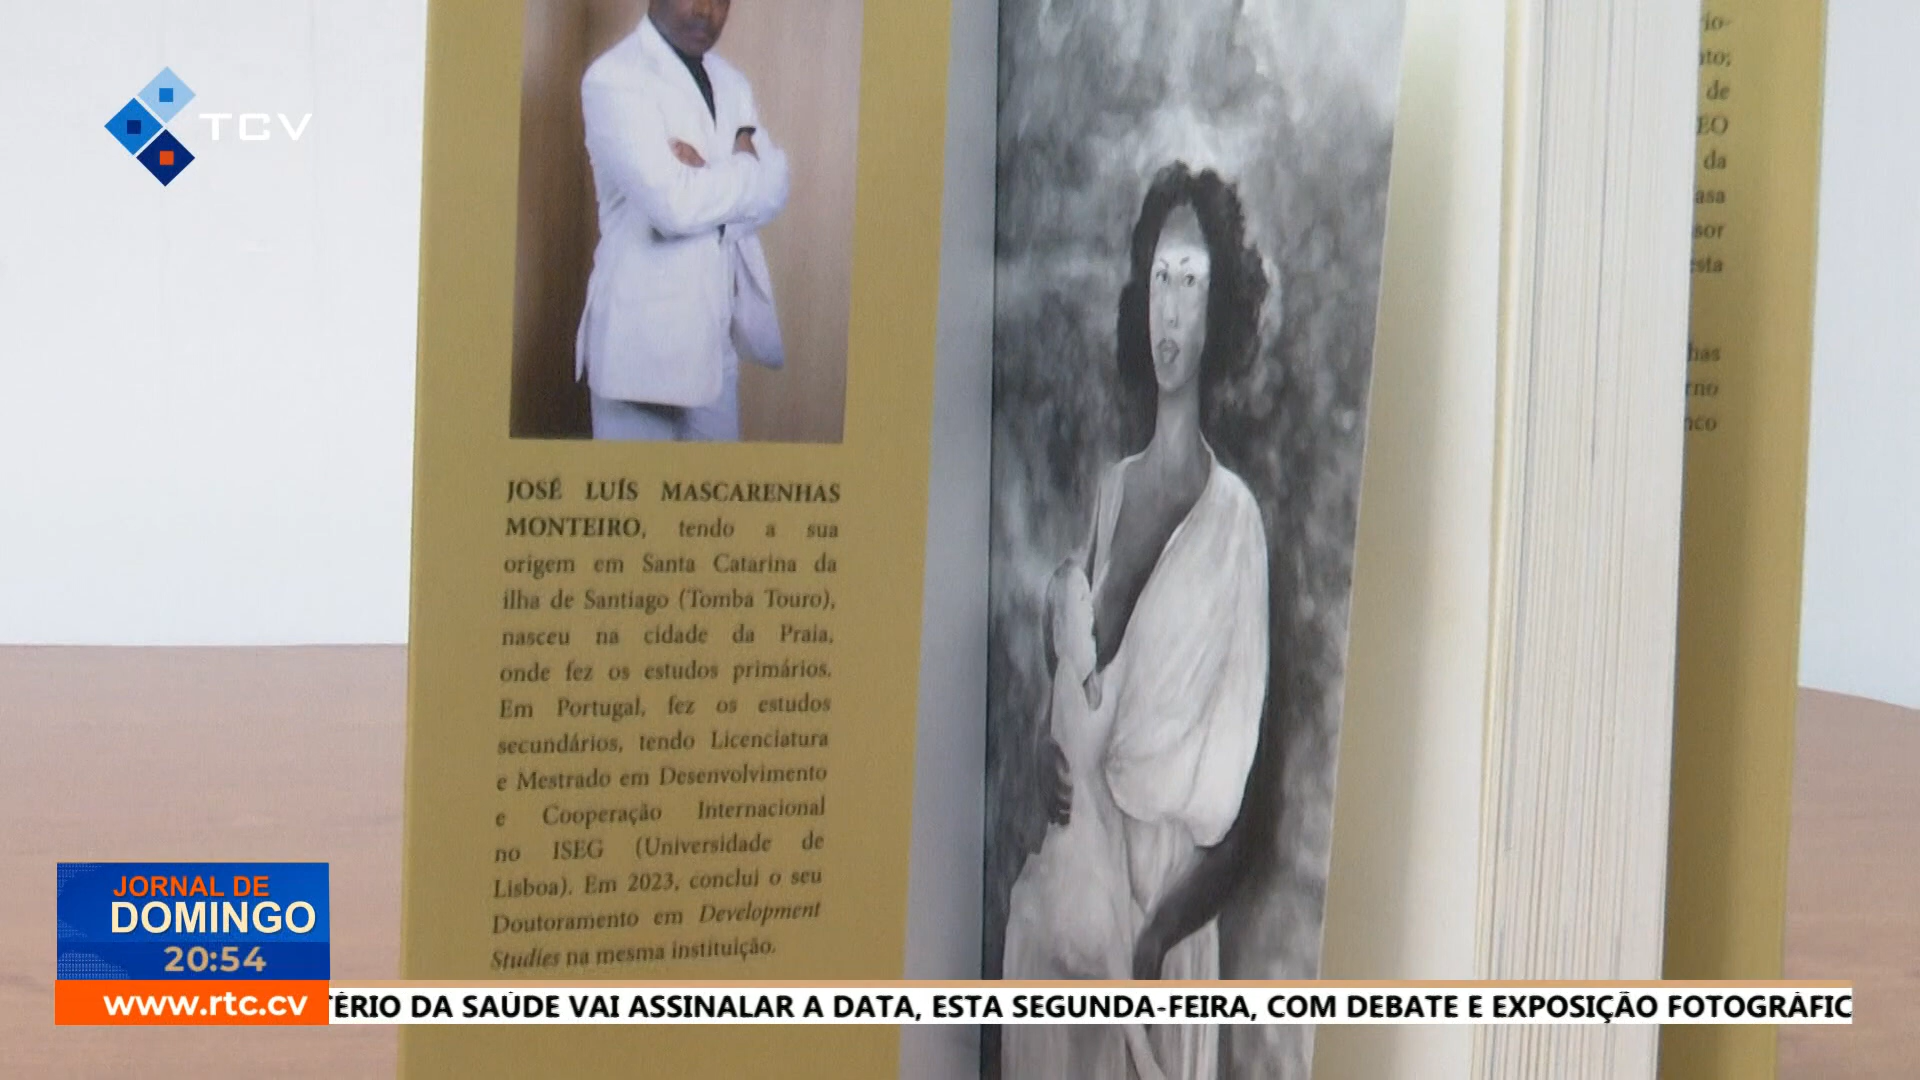 TCV
JOSÉ LUÍS MASCARENHAS
MONTEIRO, tendo a sua
origem em Santa Catarina da
ilha de Santiago (Tomba Touro),
nasceu na cidade da Praia,
onde fez os estudos primários.
Em Portugal, fez os estudos
secundários, tendo Licenciatura
e Mestrado em Desenvolvimento
e Cooperação Internacional
no ISEG (Universidade de
Lisboa). Em 2023, conclui o seu
Doutoramento em Development
Studies na mesma instituição.
de
da
JORNAL DE
DOMINGO
20:54
www.rtc.cv
TÉRIO DA SAÚDE VAI ASSINALAR A DATA, ESTA SEGUNDA-FEIRA, COM DEBATE E EXPOSIÇÃO FOTOGRÁFIC